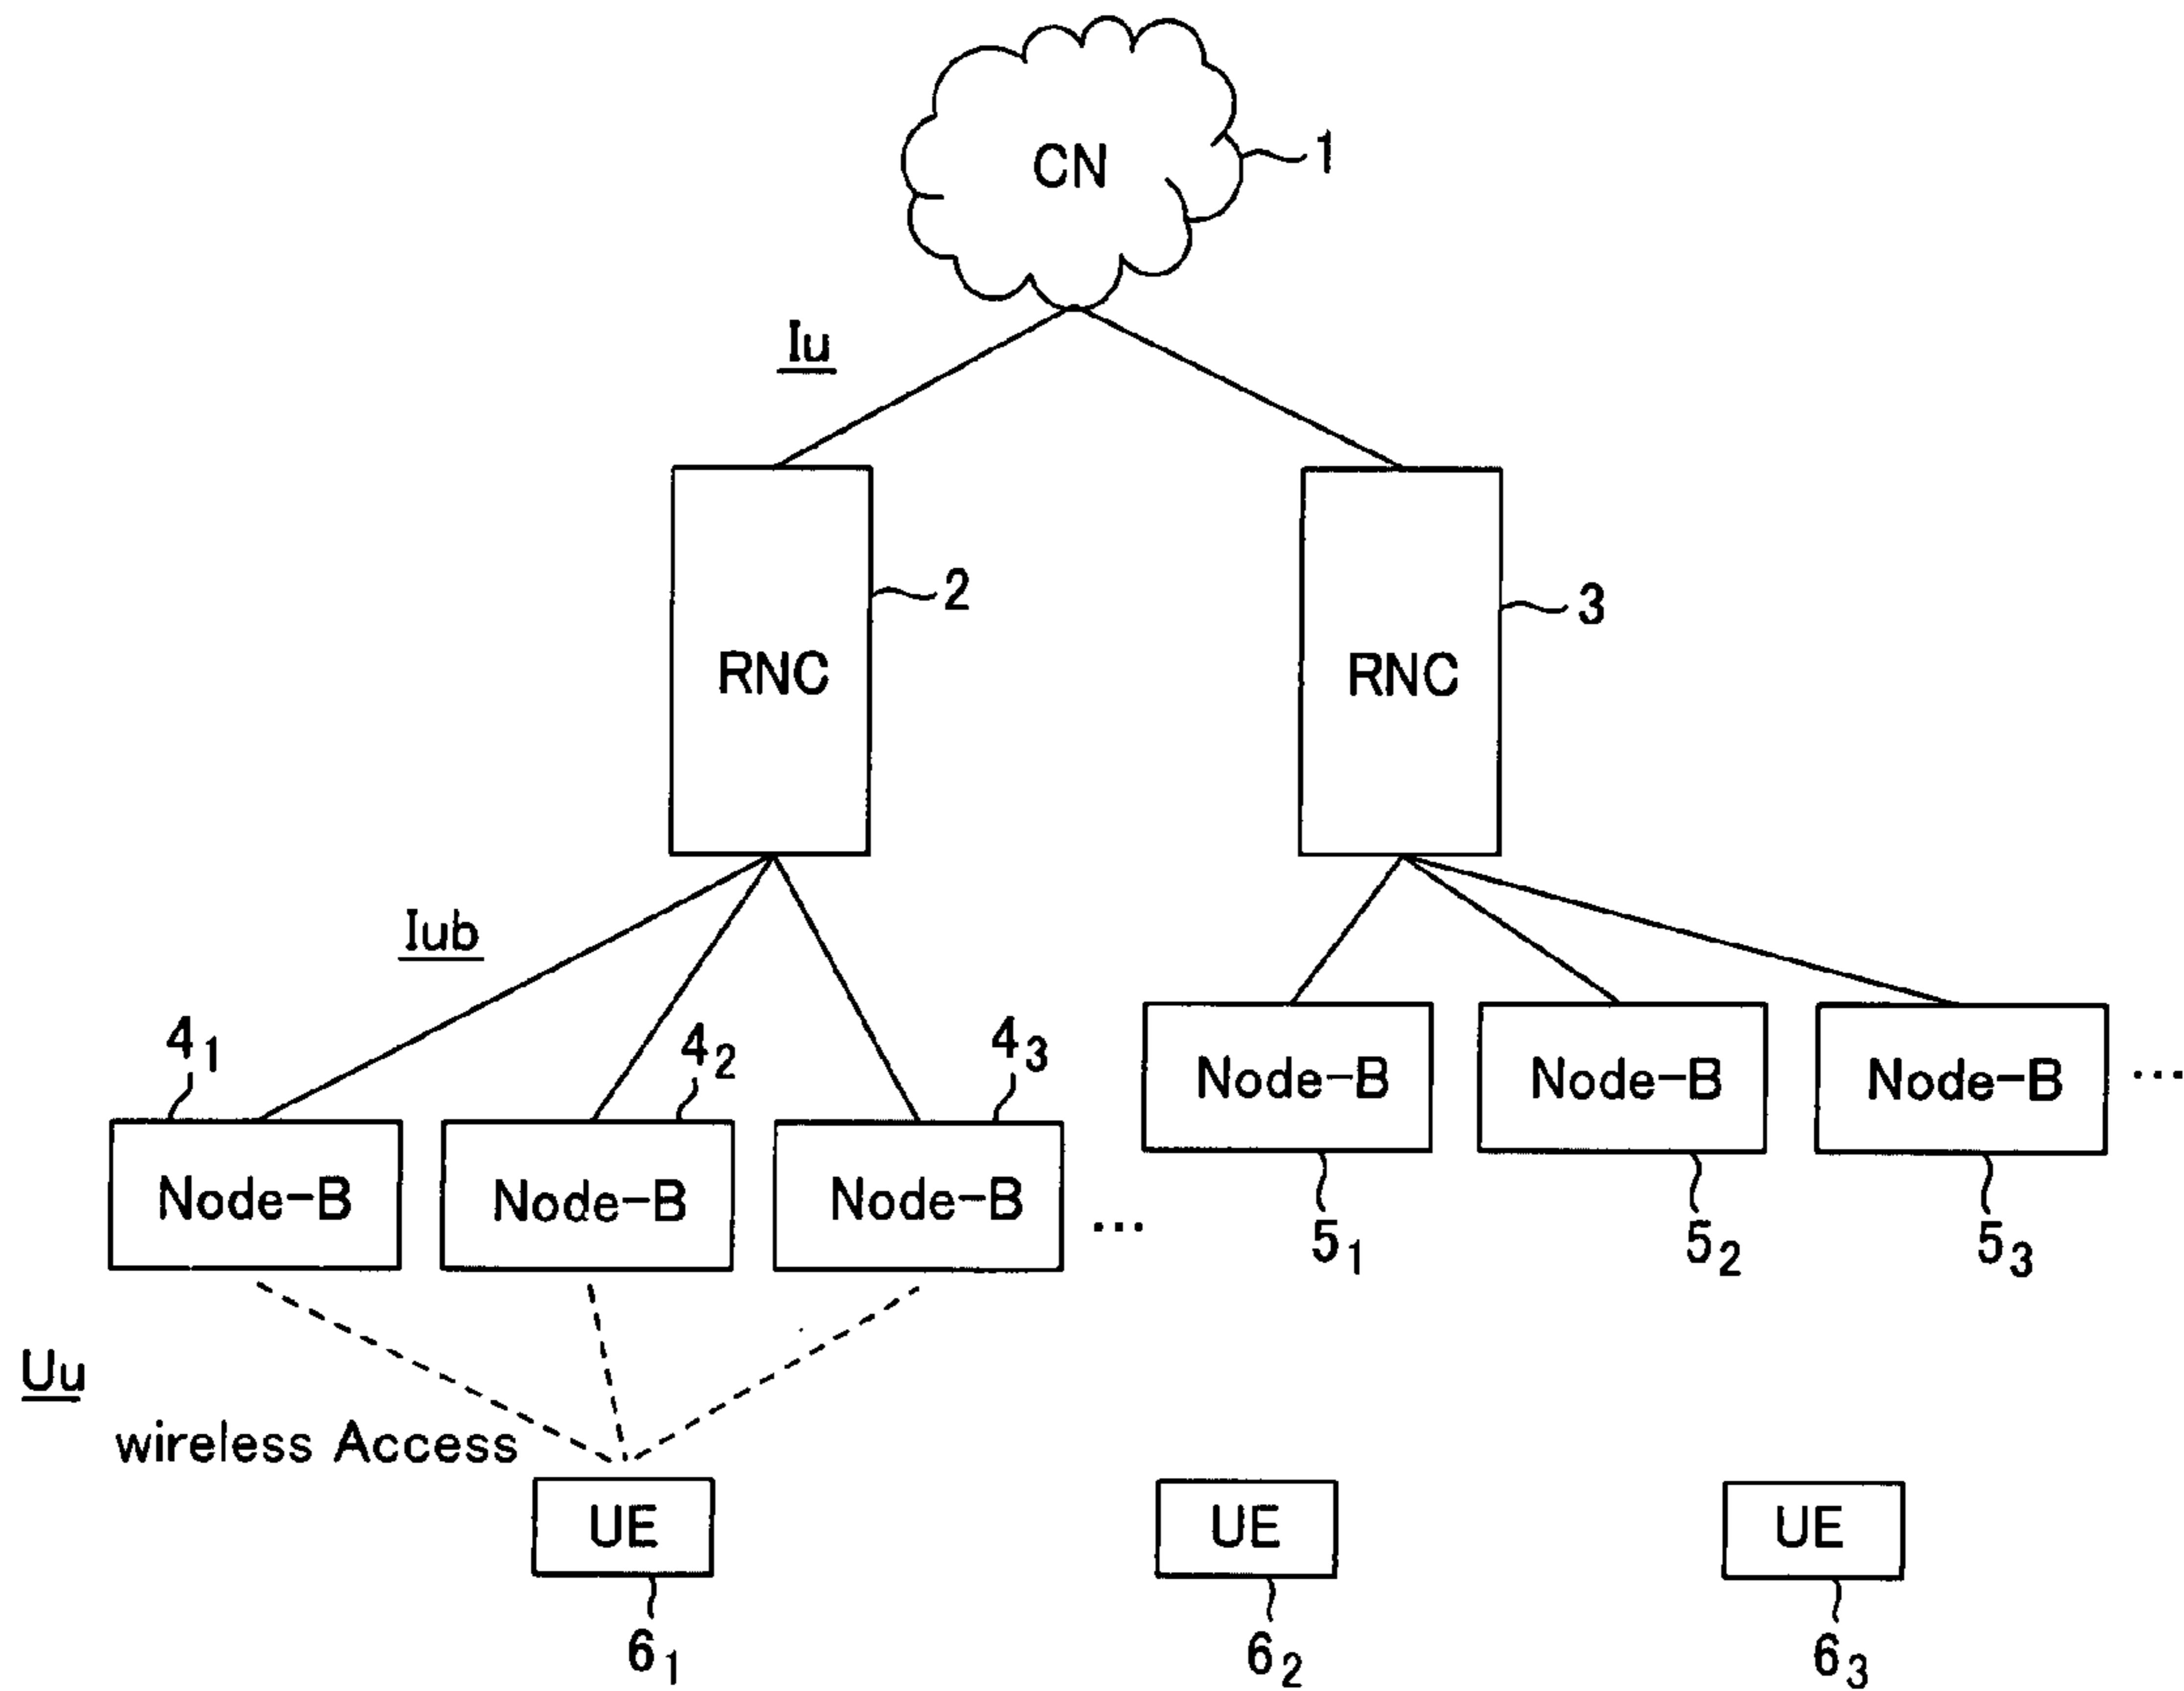 CN
1
Iu
2
3
RNC
RNC
Iub
4₁
4₂
4₃
Node-B
Node-B
Node-B
...
Node-B
Node-B
Node-B
...
5₁
5₂
5₃
Uu
wireless Access
UE
UE
UE
6₁
6₂
6₃